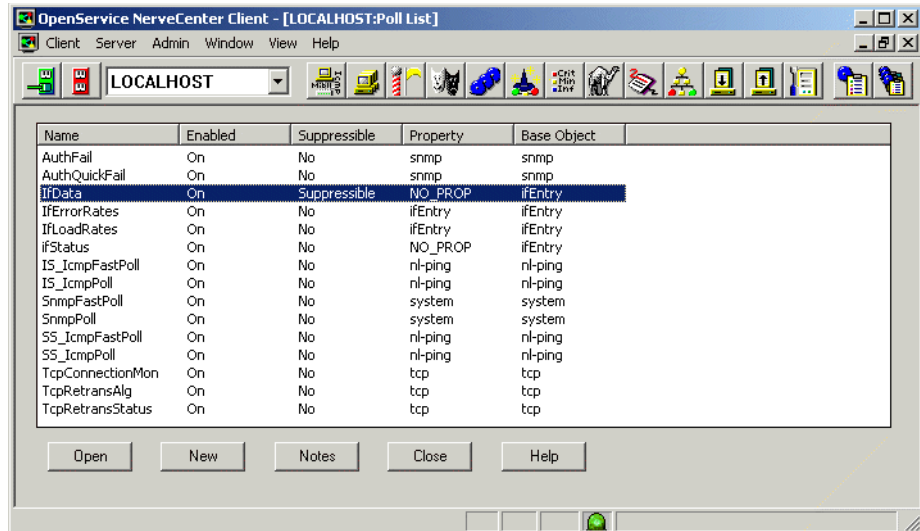 OpenService NerveCenter Client - [LOCALHOST:Poll List]
Client Server Admin Window View Help
LOCALHOST
Crit
Min
Inf
Name Enabled Suppressible Property Base Object
AuthFail On No snmp snmp
AuthQuickFail On No snmp snmp
IfData On Suppressible NO_PROP ifEntry
IfErrorRates On No ifEntry ifEntry
IfLoadRates On No ifEntry ifEntry
ifStatus On No NO_PROP ifEntry
IS_IcmpFastPoll On No nl-ping nl-ping
IS_IcmpPoll On No nl-ping nl-ping
SnmpFastPoll On No system system
SnmpPoll On No system system
SS_IcmpFastPoll On No nl-ping nl-ping
SS_IcmpPoll On No nl-ping nl-ping
TcpConnectionMon On No tcp tcp
TcpRetransAlg On No tcp tcp
TcpRetransStatus On No tcp tcp
Open New Notes Close Help